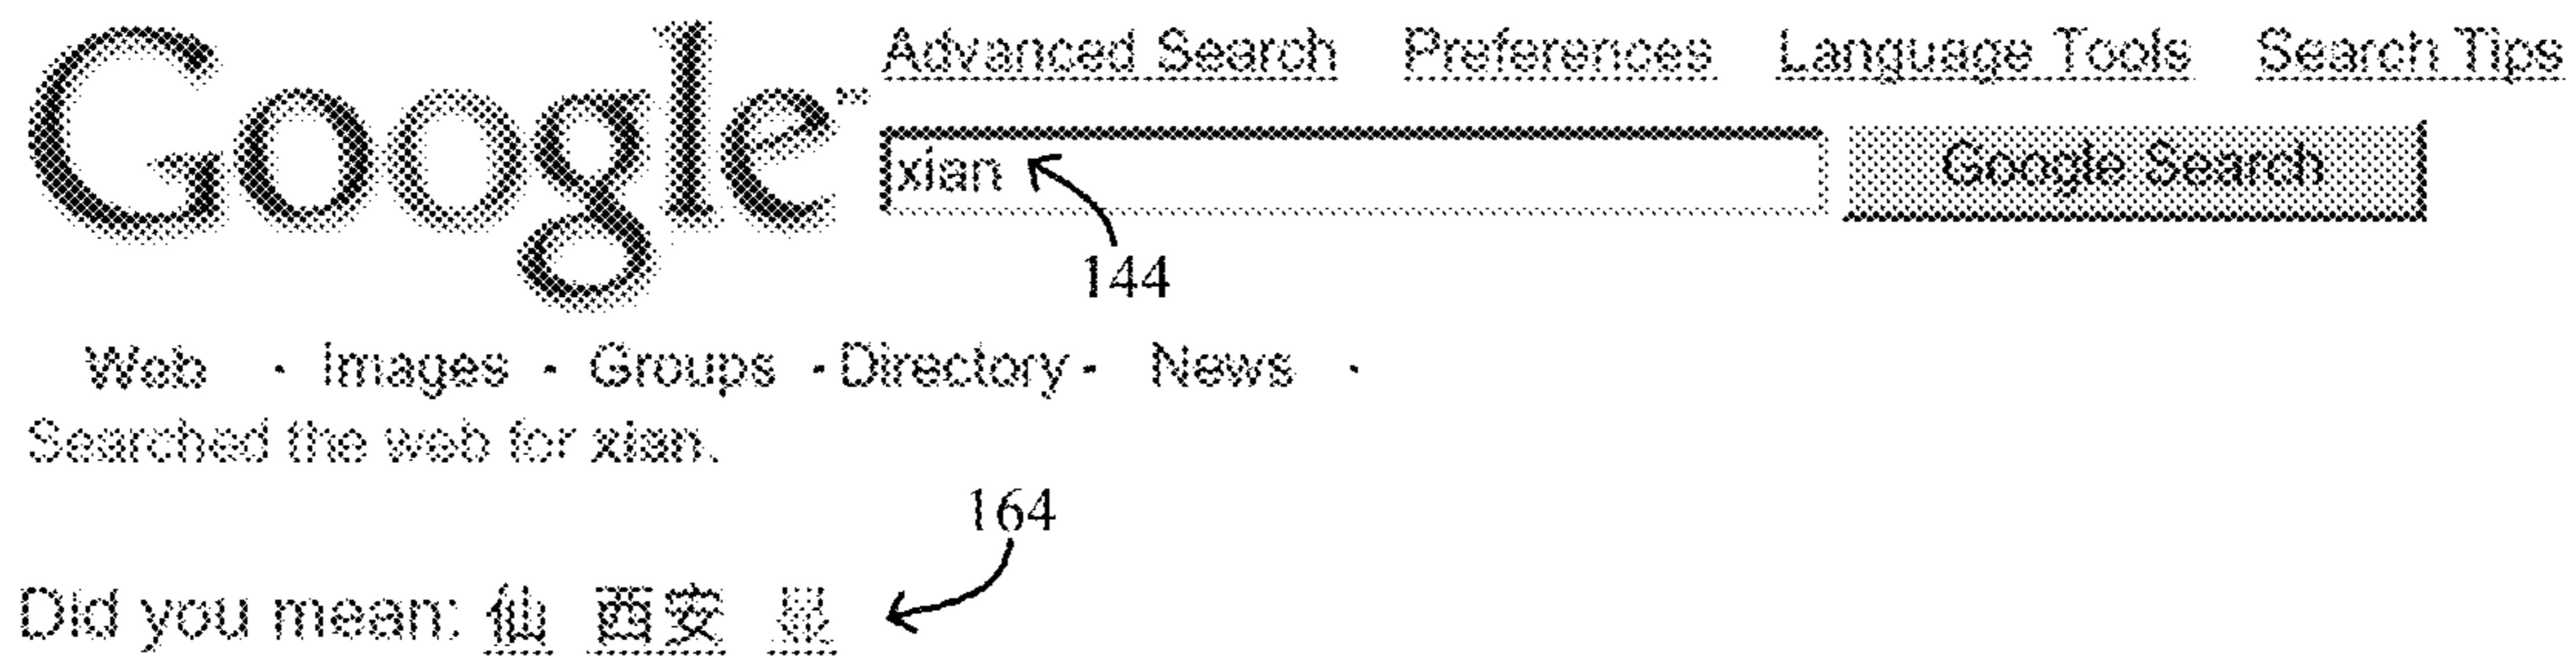 Google™
Advanced Search Preferences Language Tools Search Tips
xian Google Search
144
Web · Images · Groups · Directory · News ·
Searched the web for xian.
164
Did you mean: 仙 西安 显